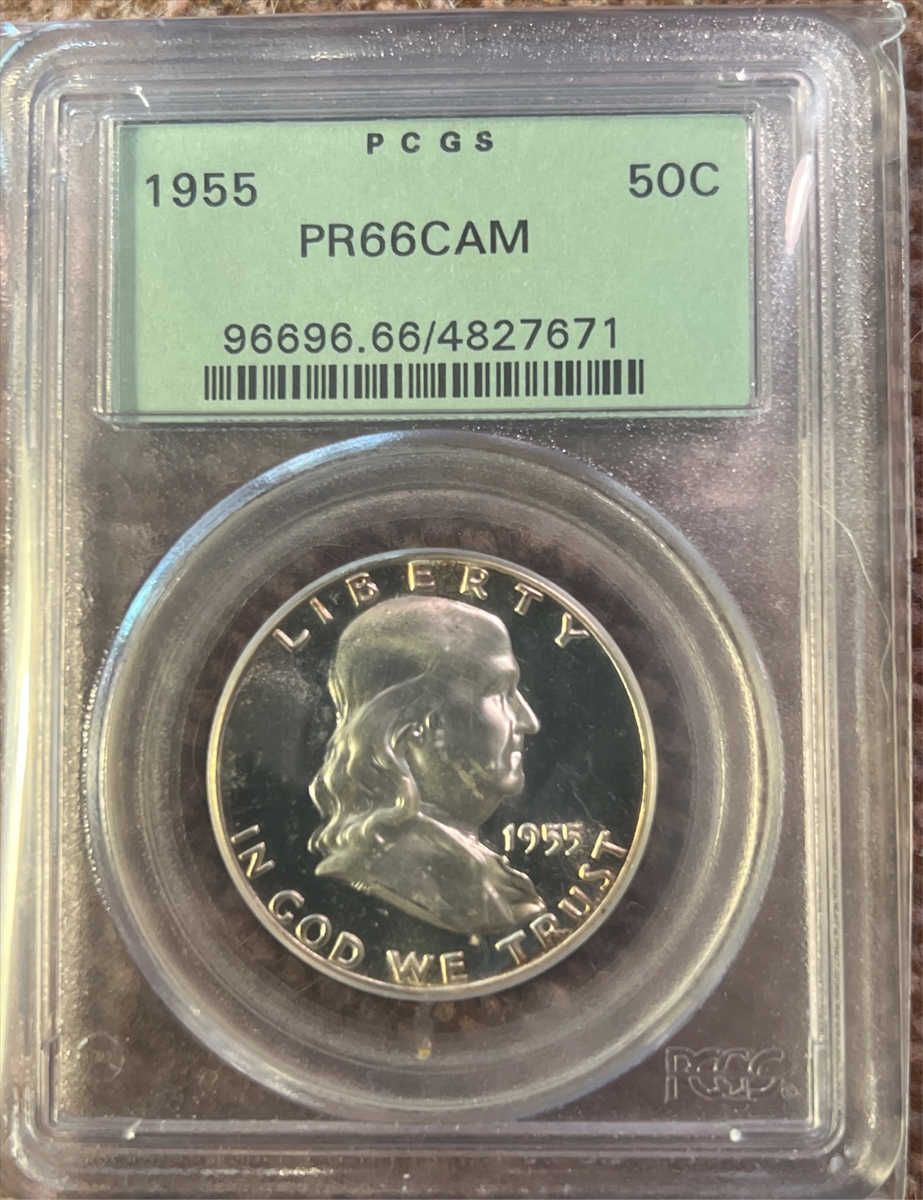 PCGS
1955 50C
PR66CAM
96696.66/4827671
LIBERTY
1955
IN GOD WE TRUST
PCGS